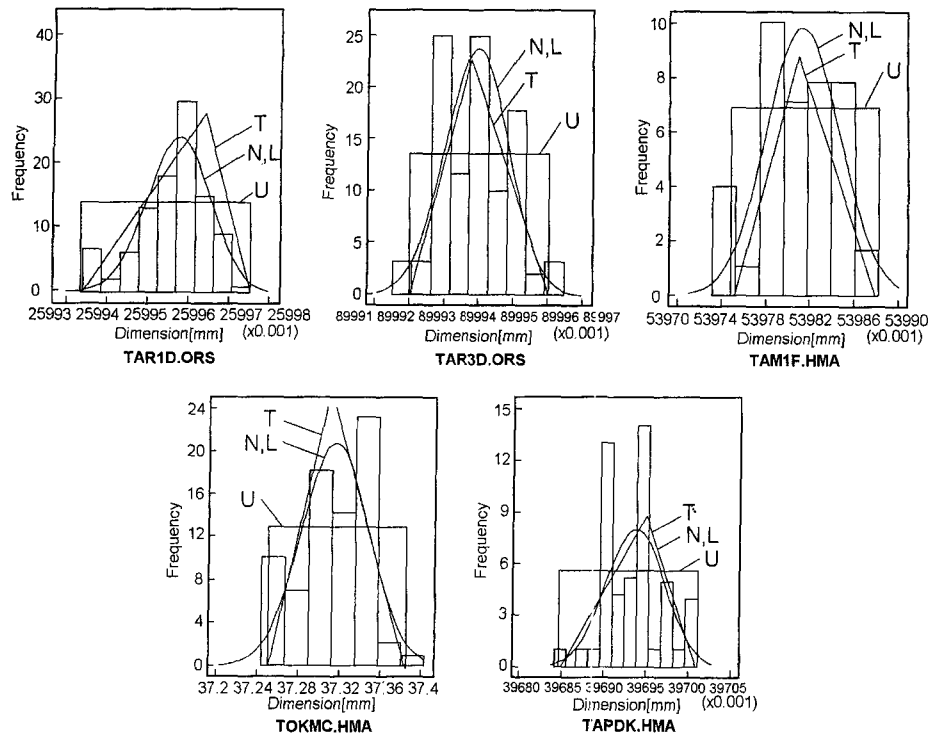 40
30
20
10
0
Frequency
T
N,L
U
25993 25994 25995 25996 25997 25998
Dimension[mm] (x0.001)
TAR1D.ORS
25
20
15
10
5
0
Frequency
N,L
T
U
89991 89992 89993 89994 89995 89996 89997
Dimension[mm] (x0.001)
TAR3D.ORS
10
8
6
4
2
0
Frequency
N,L
T
U
53970 53974 53978 53982 53986 53990
Dimension[mm] (x0.001)
TAM1F.HMA
24
20
16
12
8
4
0
Frequency
T
N,L
U
37.2 37.24 37.28 37.32 37.36 37.4
Dimension[mm]
TOKMC.HMA
15
12
9
6
3
0
Frequency
T
N,L
U
39680 39685 39690 39695 39700 39705
Dimension[mm] (x0.001)
TAPDK.HMA